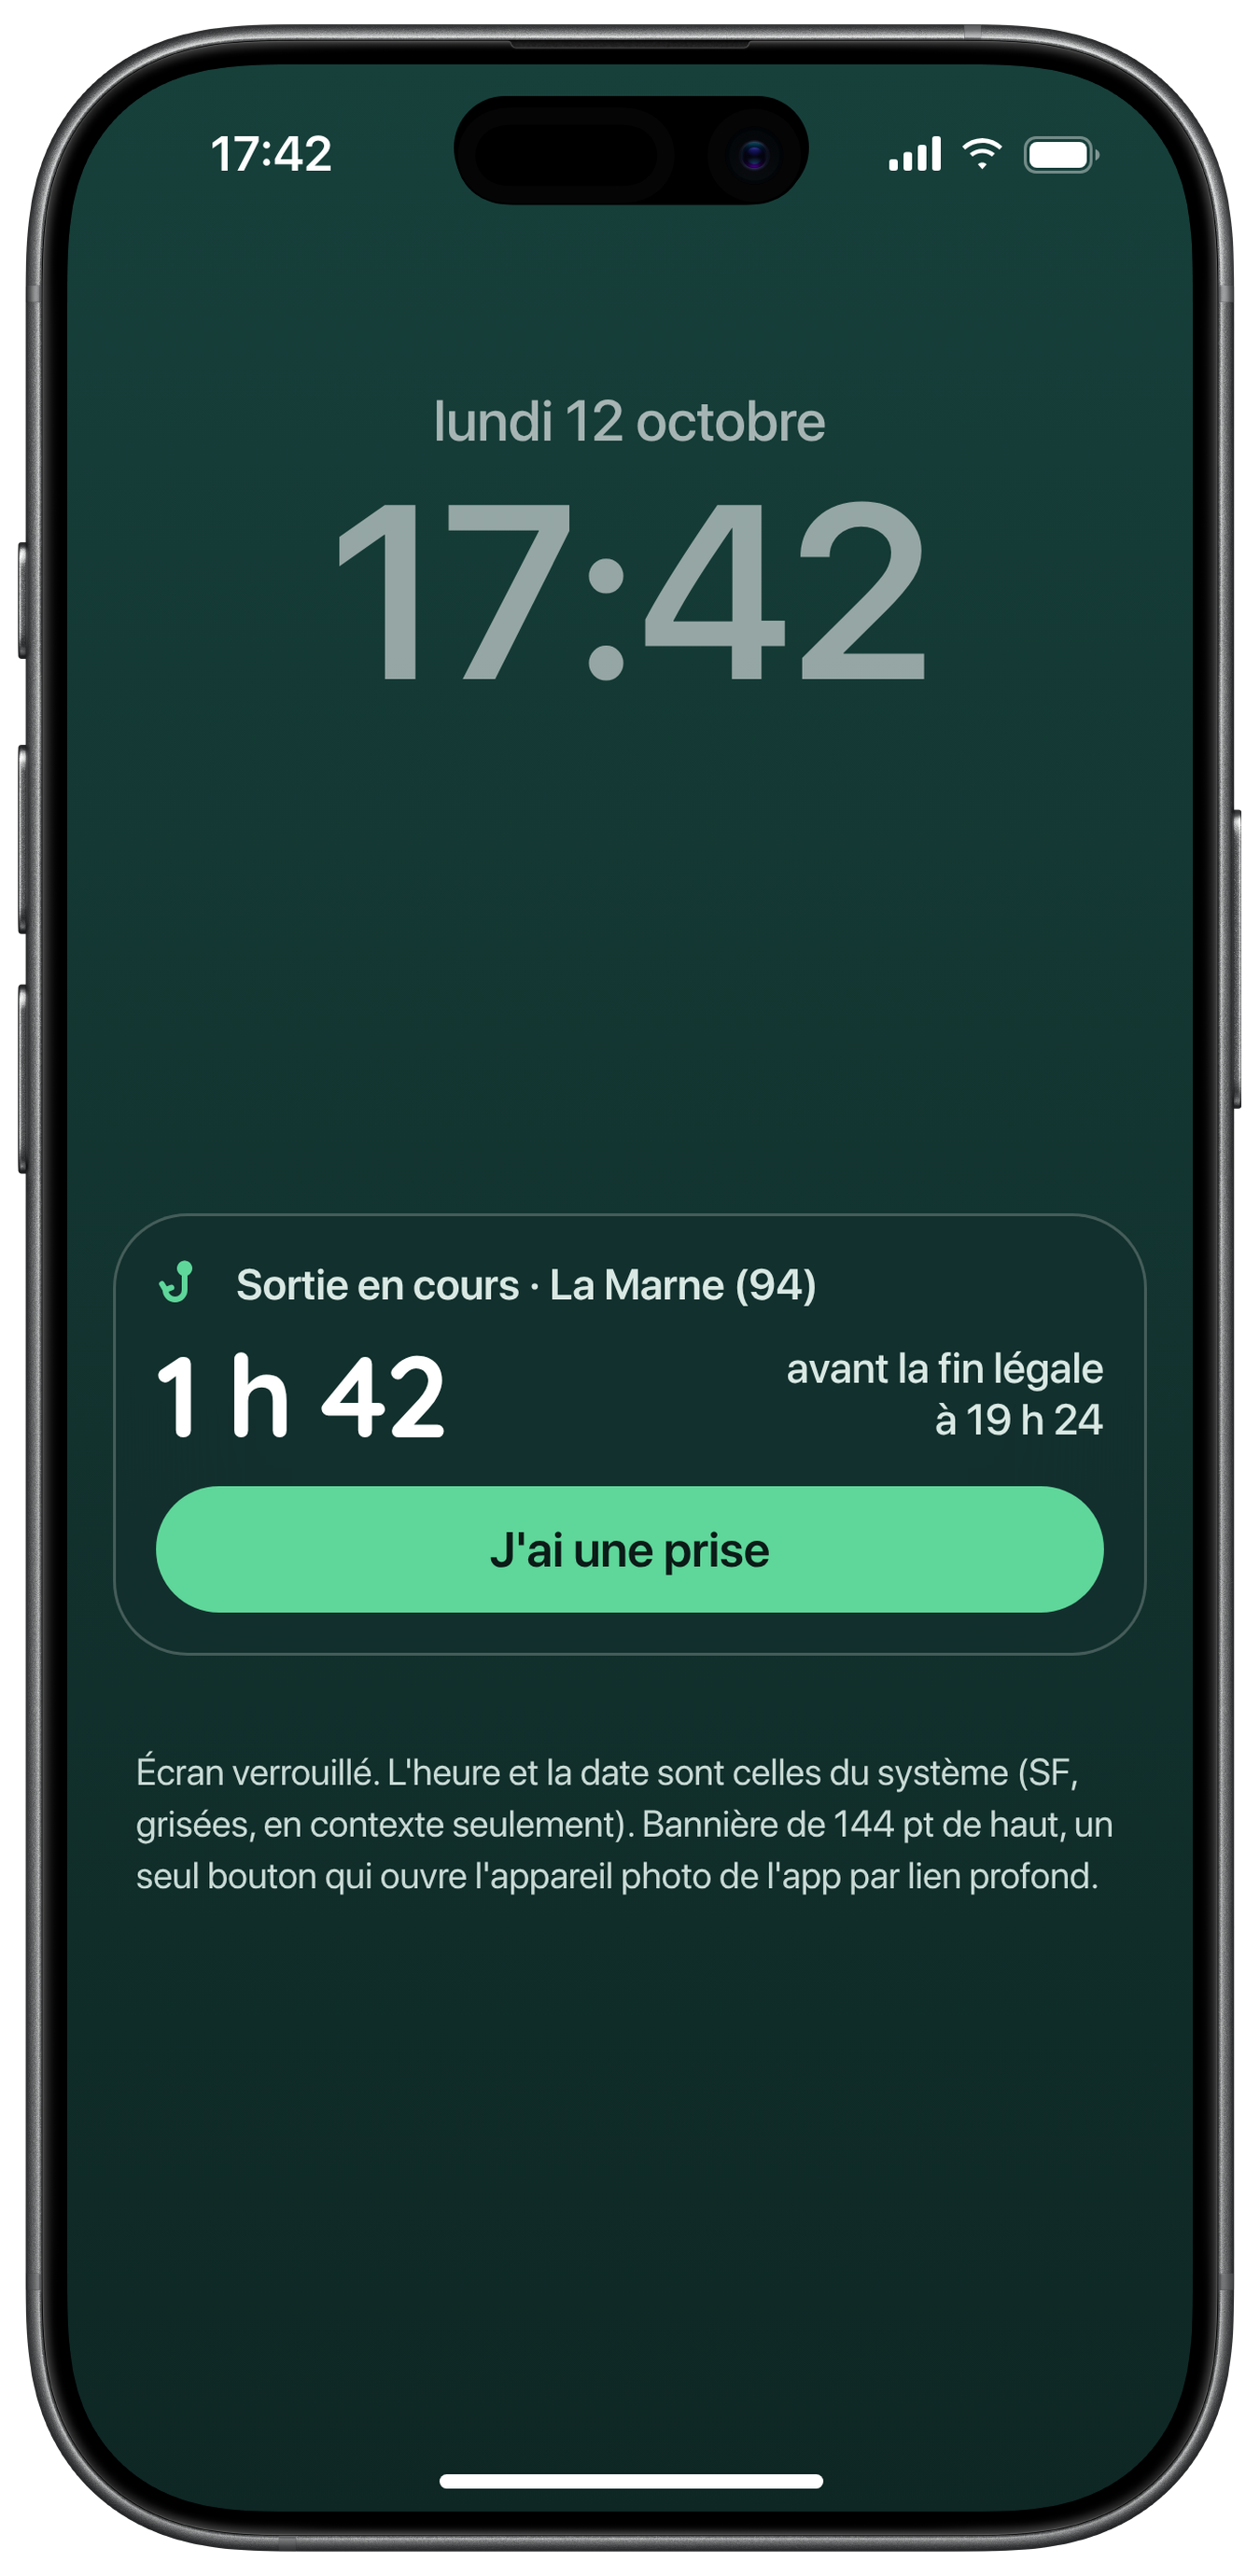 17:42
lundi 12 octobre
17:42
Sortie en cours · La Marne (94)
1 h 42
avant la fin légale
à 19 h 24
J'ai une prise
Écran verrouillé. L'heure et la date sont celles du système (SF,
grisées, en contexte seulement). Bannière de 144 pt de haut, un
seul bouton qui ouvre l'appareil photo de l'app par lien profond.